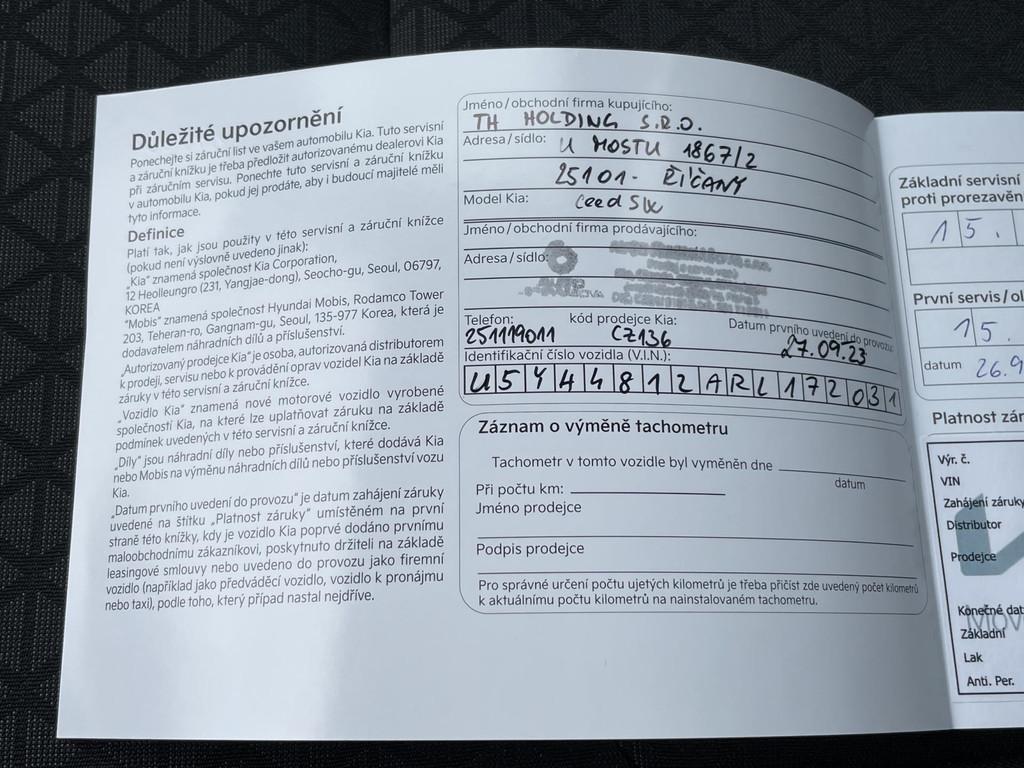 Důležité upozornění
Ponechejte si záruční list ve vašem automobilu Kia. Tuto servisní
a záruční knížku je třeba předložit autorizovanému dealerovi Kia
při záručním servisu. Ponechte tuto servisní a záruční knížku
v automobilu Kia, pokud jej prodáte, aby i budoucí majitelé měli
tyto informace.
Definice
Platí tak, jak jsou použity v této servisní a záruční knížce
(pokud není výslovně uvedeno jinak):
„Kia" znamená společnost Kia Corporation,
12 Heolleungro (231, Yangjae-dong), Seocho-gu, Seoul, 06797,
KOREA
"Mobis" znamená společnost Hyundai Mobis, Rodamco Tower
203, Teheran-ro, Gangnam-gu, Seoul, 135-977 Korea, která je
dodavatelem náhradních dílů a příslušenství.
„Autorizovaný prodejce Kia" je osoba, autorizovaná distributorem
k prodeji, servisu nebo k provádění oprav vozidel Kia na základě
záruky v této servisní a záruční knížce.
„Vozidlo Kia" znamená nové motorové vozidlo vyrobené
společností Kia, na které lze uplatňovat záruku na základě
podmínek uvedených v této servisní a záruční knížce.
„Díly" jsou náhradní díly nebo příslušenství, které dodává Kia
nebo Mobis na výměnu náhradních dílů nebo příslušenství vozu
Kia.
„Datum prvního uvedení do provozu" je datum zahájení záruky
uvedené na štítku „Platnost záruky" umístěném na první
straně této knížky, kdy je vozidlo Kia poprvé dodáno prvnímu
maloobchodnímu zákazníkovi, poskytnuto držiteli na základě
leasingové smlouvy nebo uvedeno do provozu jako firemní
vozidlo (například jako předváděcí vozidlo, vozidlo k pronájmu
nebo taxi), podle toho, který případ nastal nejdříve.
Jméno/obchodní firma kupujícího:
TH HOLDING S.R.O.
Adresa/sídlo: U MOSTU 1867/2
25101 - ŘÍČANY
Model Kia: Ceed SW
Jméno/obchodní firma prodávajícího:
Adresa/sídlo:
Telefon: kód prodejce Kia: Datum prvního uvedení do provozu:
251119011 CZ136 27.09.23
Identifikační číslo vozidla (V.I.N.):
U5Y44812ARL172031
Záznam o výměně tachometru
Tachometr v tomto vozidle byl vyměněn dne
datum
Při počtu km:
Jméno prodejce
Podpis prodejce
Pro správné určení počtu ujetých kilometrů je třeba přičíst zde uvedený počet kilometrů
k aktuálnímu počtu kilometrů na nainstalovaném tachometru.
Základní servisní
proti prorezavěn
15.
První servis/ol
15.
datum 26.9
Platnost zár
Výr. č.
VIN
Zahájení záruky
Distributor
Prodejce
Konečné dat
Základní
Lak
Anti. Per.